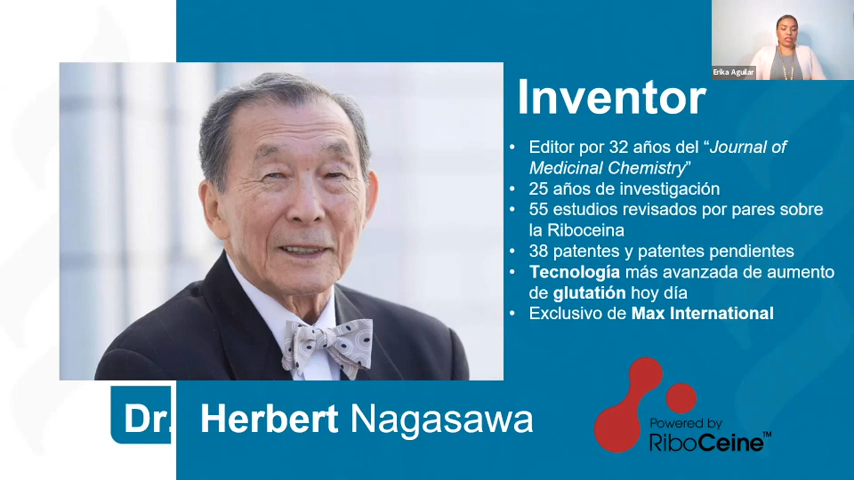 Erika Aguilar
Inventor
• Editor por 32 años del “Journal of
Medicinal Chemistry”
• 25 años de investigación
• 55 estudios revisados por pares sobre
la Riboceina
• 38 patentes y patentes pendientes
• Tecnología más avanzada de aumento
de glutatión hoy día
• Exclusivo de Max International
Dr. Herbert Nagasawa
Powered by
RiboCeine™